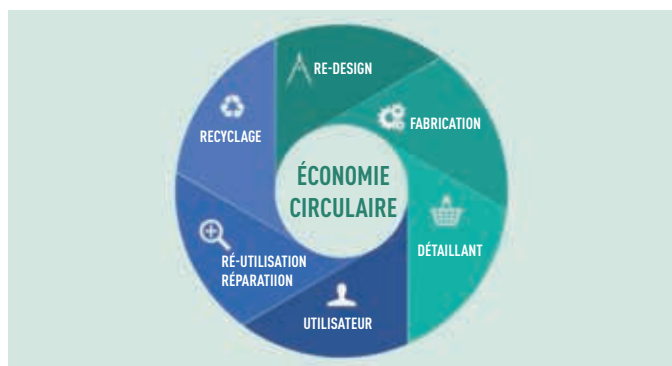 RE-DESIGN
FABRICATION
DÉTAILLANT
UTILISATEUR
RÉ-UTILISATION
RÉPARATIION
RECYCLAGE
ÉCONOMIE
CIRCULAIRE